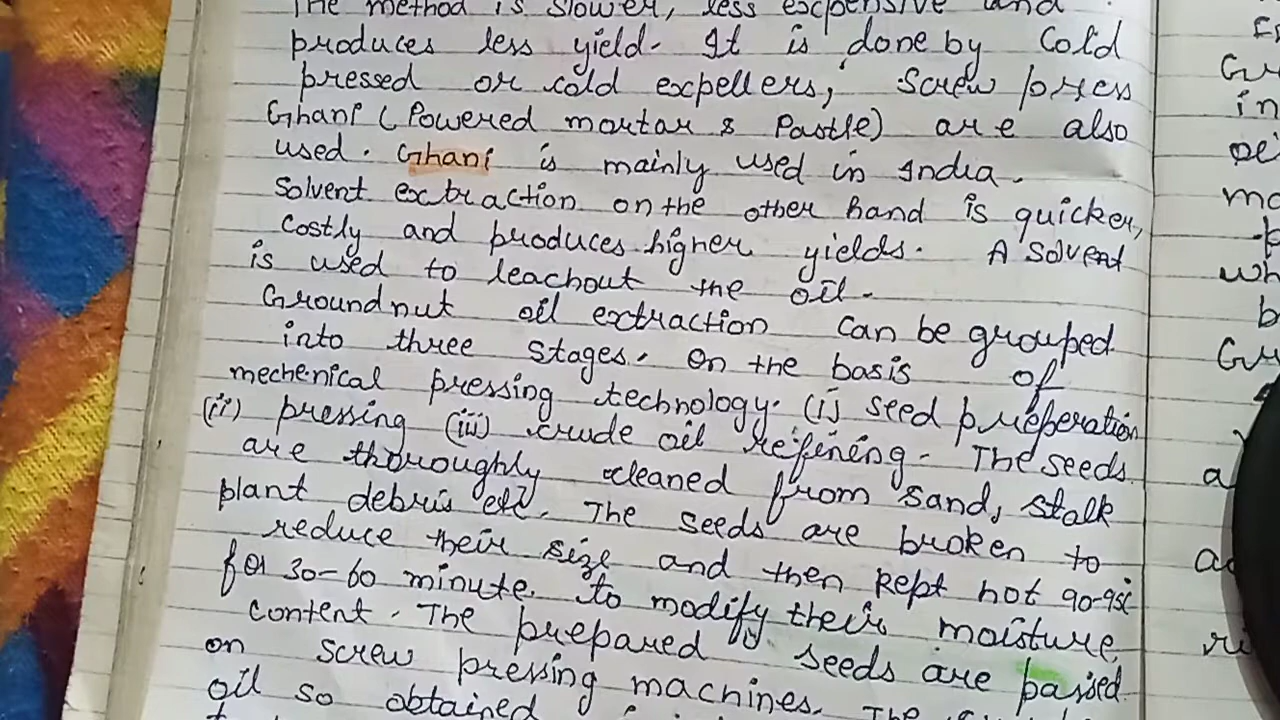 The method is slower, less expensive and
produces less yield. It is done by Cold
pressed or cold expellers, Screw press
Ghani (Powered mortar & Pastle) are also
used. Ghani is mainly used in India.
Solvent extraction on the other hand is quicker,
Costly and produces higher yields. A Solvent
is used to leachout the oil.
Groundnut oil extraction can be grouped
into three stages. On the basis of
mechenical pressing technology. (i) seed preperation
(ii) pressing (iii) crude oil refining. The seeds
are thoroughly cleaned from sand, stalk
plant debris etc. The seeds are broken to
reduce their size and then kept hot 90-95c
for 30-60 minute. to modify their moisture
content. The prepared seeds are passed
on screw pressing machines. The
oil so obtained